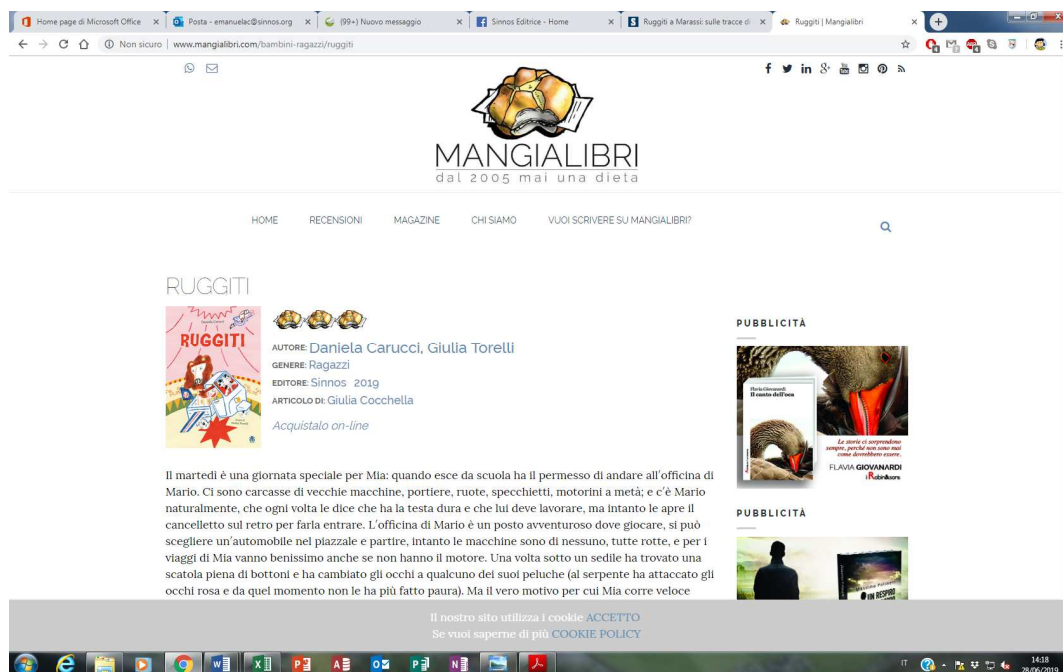 Home page di Microsoft Office
Posta - emanuelac@sinnos.org
(99+) Nuovo messaggio
Sinnos Editrice - Home
Ruggiti a Marassi: sulle tracce di
Ruggiti | Mangialibri
Non sicuro | www.mangialibri.com/bambini-ragazzi/ruggiti
MANGIALIBRI
dal 2005 mai una dieta
HOME RECENSIONI MAGAZINE CHI SIAMO VUOI SCRIVERE SU MANGIALIBRI?
RUGGITI
RUGGITI
AUTORE: Daniela Carucci, Giulia Torelli
GENERE: Ragazzi
EDITORE: Sinnos 2019
ARTICOLO DI: Giulia Cocchella
Acquistalo on-line
Il martedì è una giornata speciale per Mia: quando esce da scuola ha il permesso di andare all'officina di
Mario. Ci sono carcasse di vecchie macchine, portiere, ruote, specchietti, motorini a metà; e c'è Mario
naturalmente, che ogni volta le dice che ha la testa dura e che lui deve lavorare, ma intanto le apre il
cancelletto sul retro per farla entrare. L'officina di Mario è un posto avventuroso dove giocare, si può
scegliere un'automobile nel piazzale e partire, intanto le macchine sono di nessuno, tutte rotte, e per i
viaggi di Mia vanno benissimo anche se non hanno il motore. Una volta sotto un sedile ha trovato una
scatola piena di bottoni e ha cambiato gli occhi a qualcuno dei suoi peluche (al serpente ha attaccato gli
occhi rosa e da quel momento non le ha più fatto paura). Ma il vero motivo per cui Mia corre veloce
PUBBLICITÀ
Flavia Giovanardi
Il canto dell'oca
Le storie ci sorprendono
sempre, perché non sono mai
come dovrebbero essere.
FLAVIA GIOVANARDI
i Robin&sons
PUBBLICITÀ
UN RESPIRO
Il nostro sito utilizza i cookie ACCETTO
Se vuoi saperne di più COOKIE POLICY
IT
14:18
28/06/2019